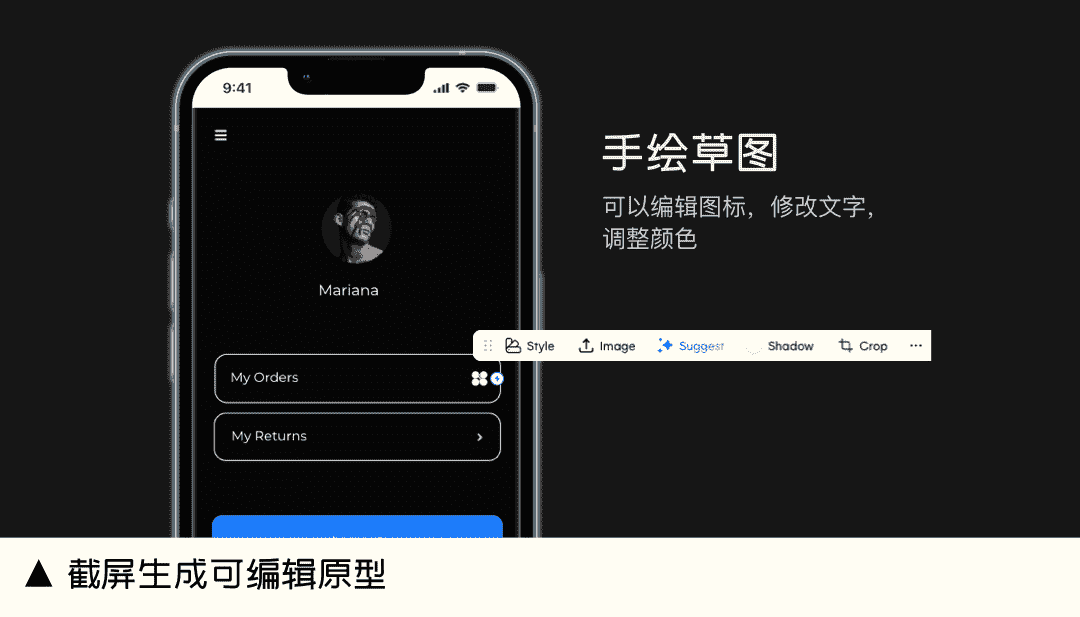 9:41
手绘草图
可以编辑图标，修改文字，
调整颜色
Mariana
Style Image Suggest Shadow Crop
My Orders
My Returns
▲ 截屏生成可编辑原型